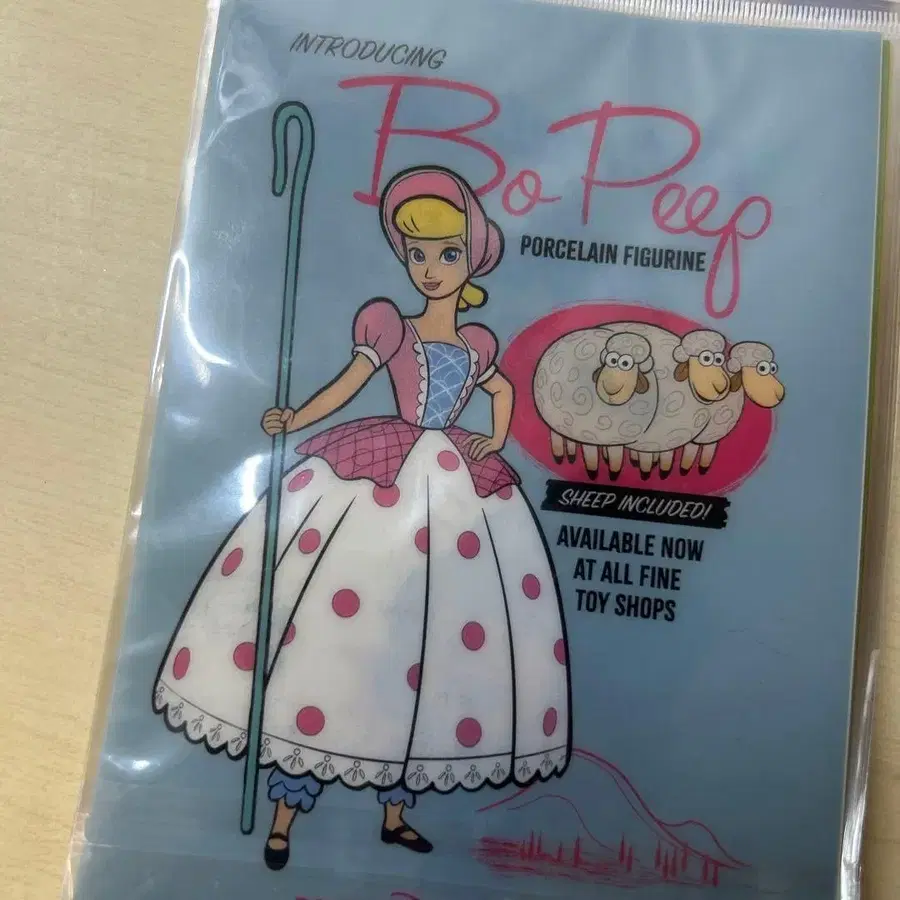 INTRODUCING
Bo Peep
PORCELAIN FIGURINE
SHEEP INCLUDED!
AVAILABLE NOW
AT ALL FINE
TOY SHOPS